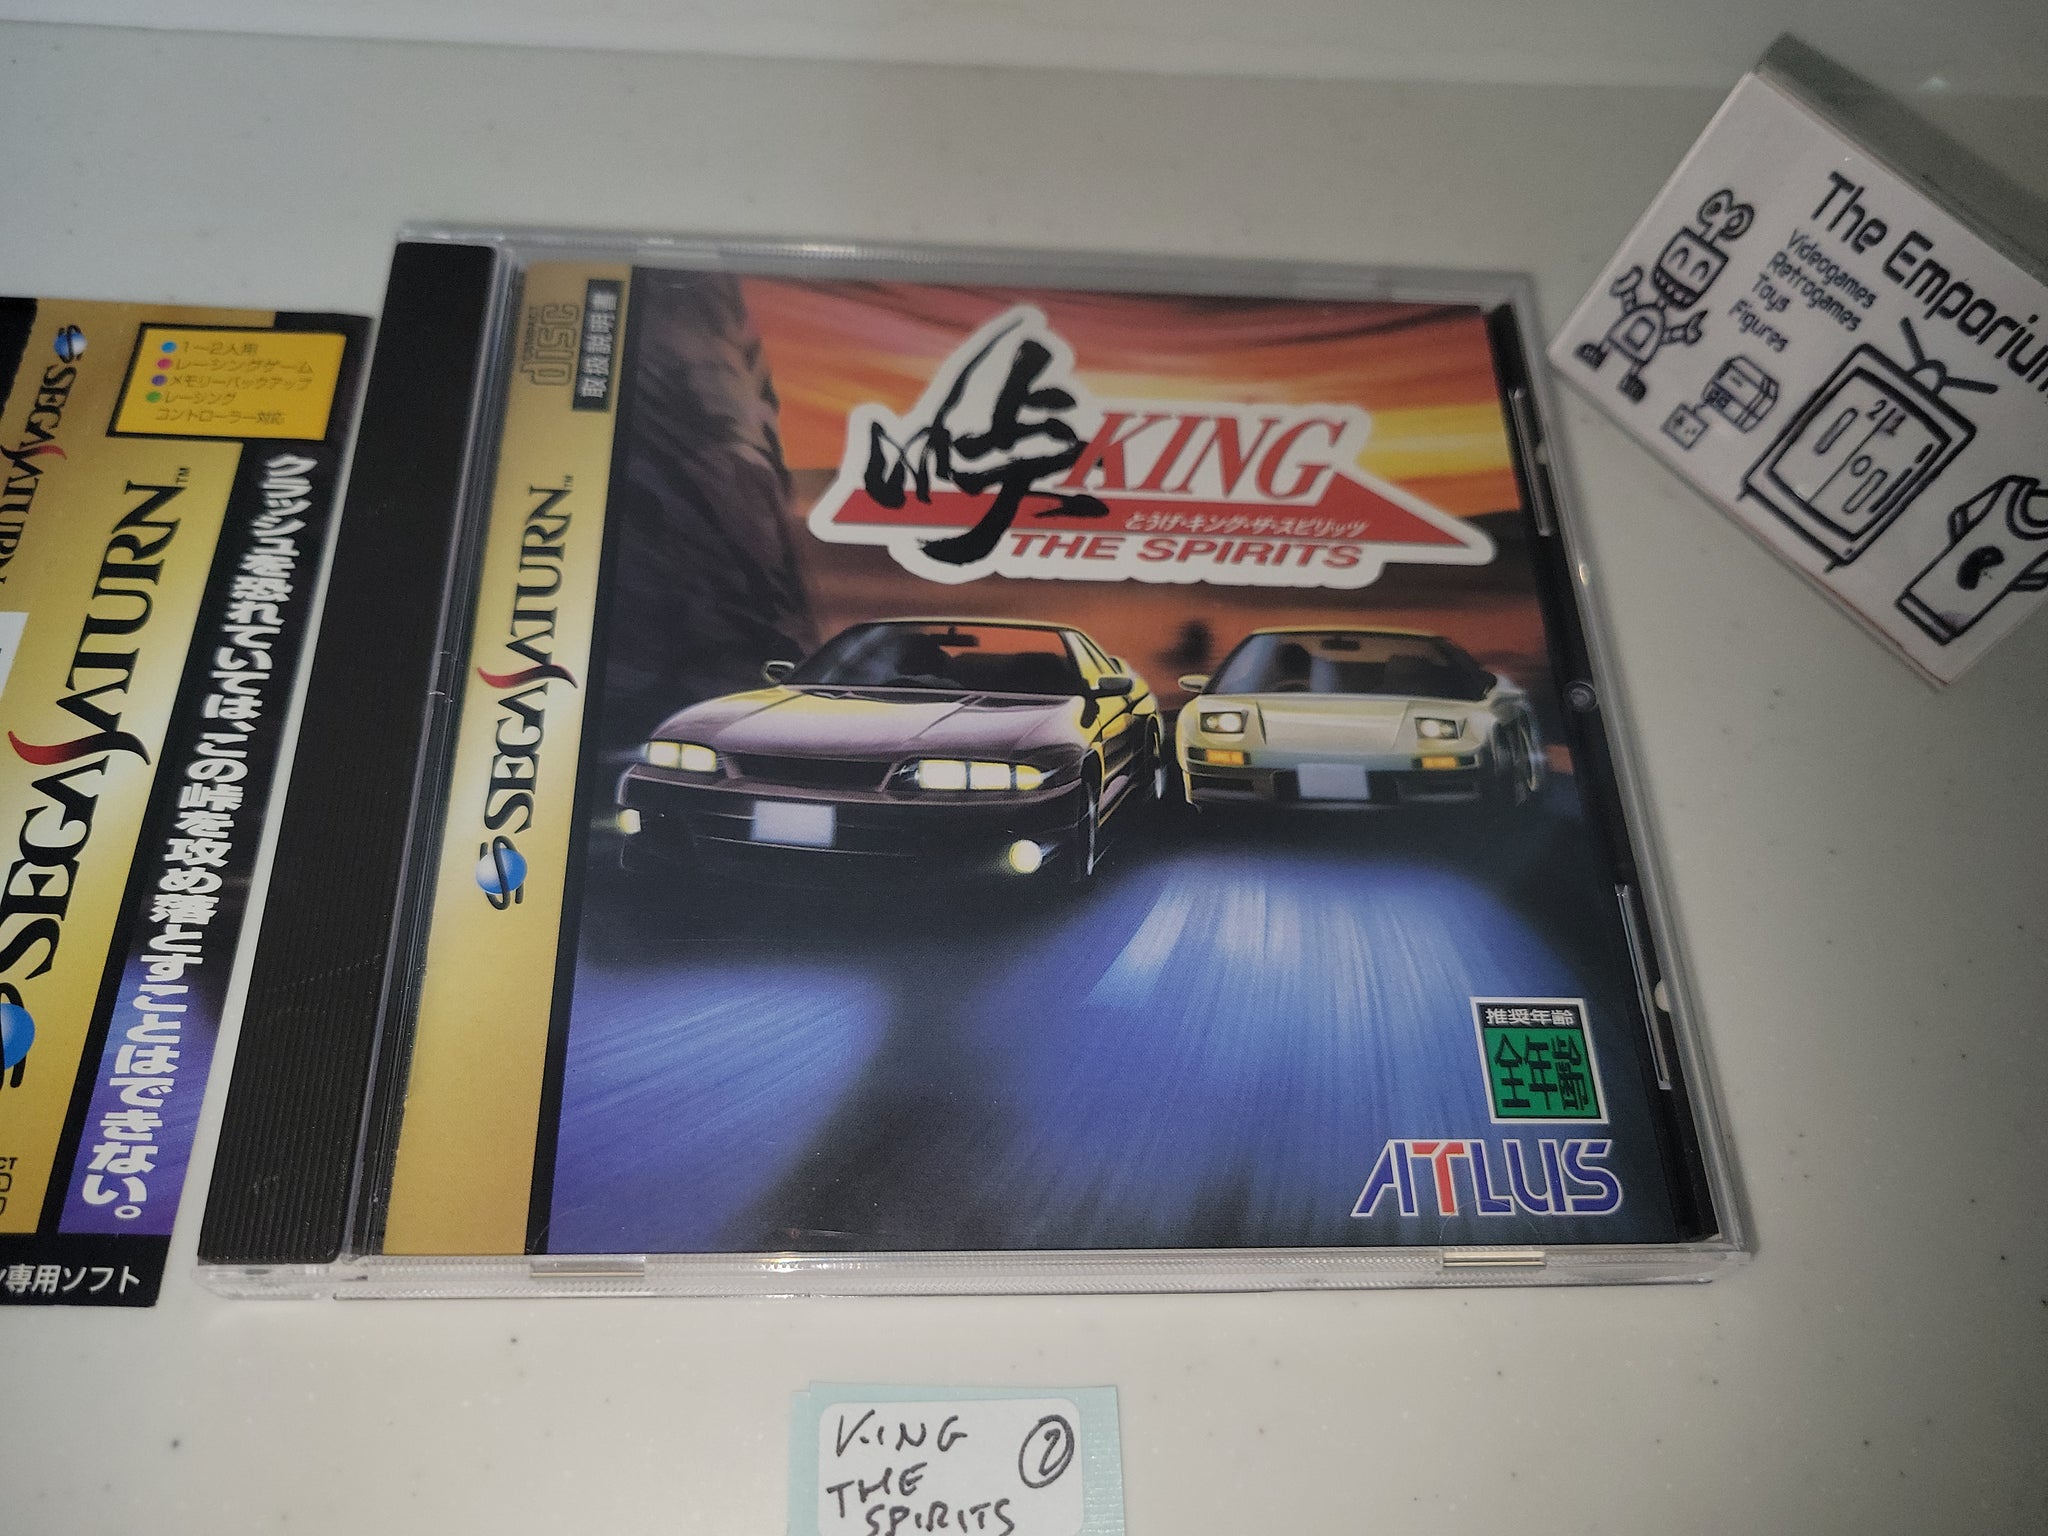 SEGA SATURN
● 1～2人用
● レーシングゲーム
● メモリーバックアップ
● レーシング
コントローラー対応
SEGA SATURN™
クラッシュを恐れていては、この峠を攻め落とすことはできない。
専用ソフト
COMPACT
disc
取扱説明書
SEGA SATURN™
峠KING
とうげ・キング・ザ・スピリッツ
THE SPIRITS
推奨年齢
全年齢
ATLUS
The Emporium
Videogames
Retrogames
Toys
Figures
KING
THE
SPIRITS
2